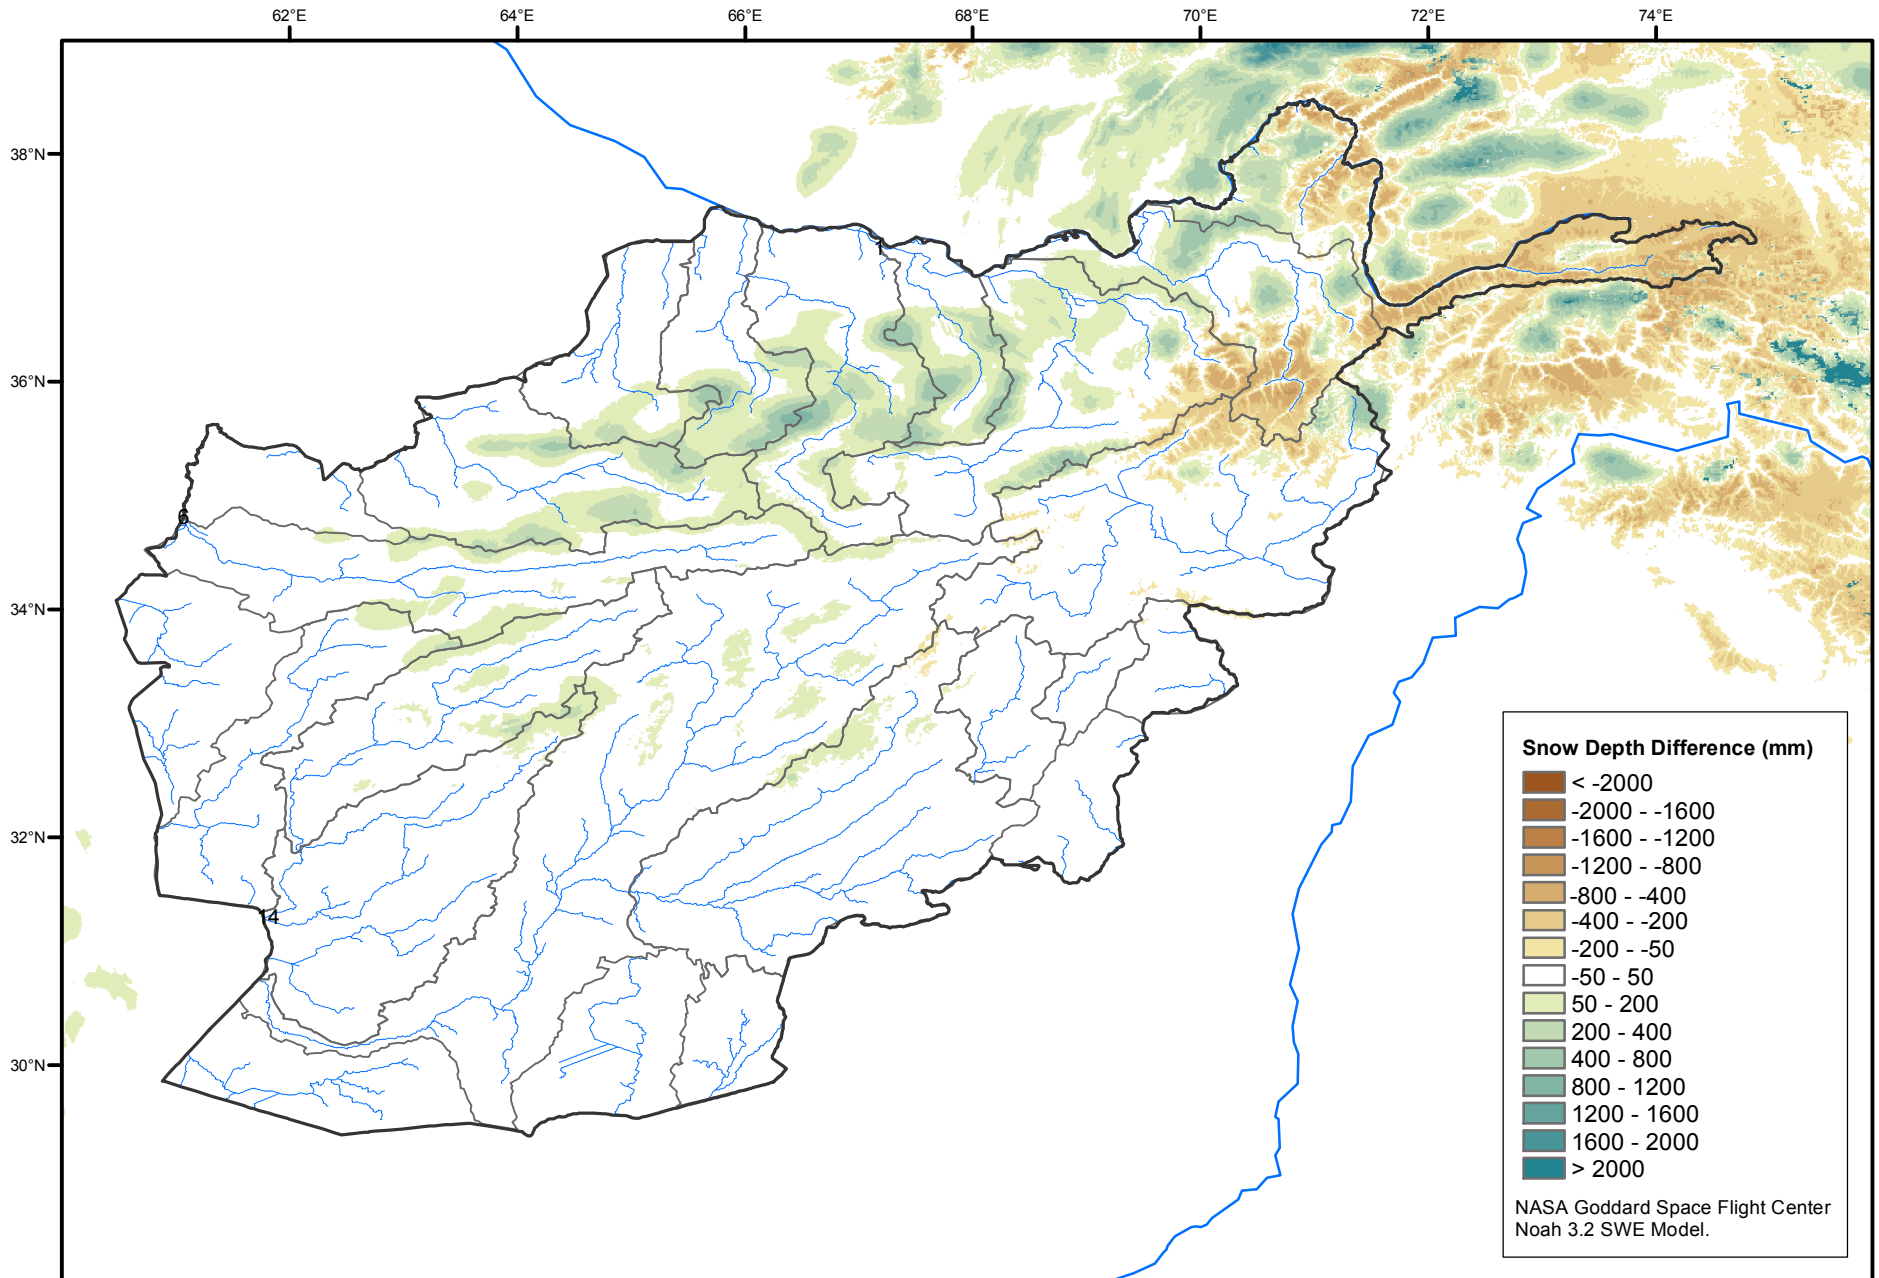 62°E 64°E 66°E 68°E 70°E 72°E 74°E
38°N
1
36°N
6
34°N
32°N
14
30°N
Snow Depth Difference (mm)
< -2000
-2000 - -1600
-1600 - -1200
-1200 - -800
-800 - -400
-400 - -200
-200 - -50
-50 - 50
50 - 200
200 - 400
400 - 800
800 - 1200
1200 - 1600
1600 - 2000
> 2000
NASA Goddard Space Flight Center
Noah 3.2 SWE Model.